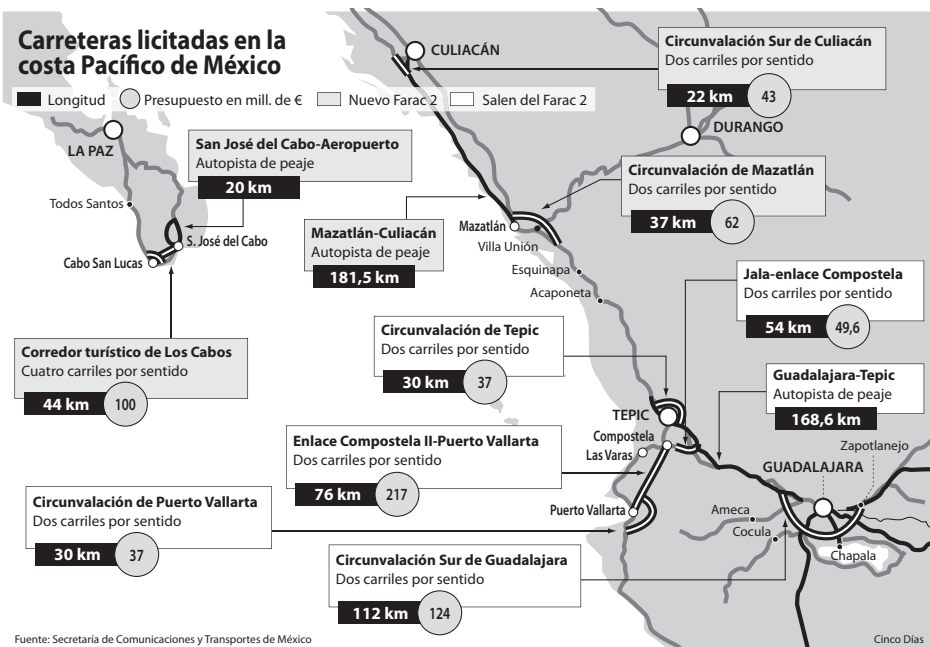 Carreteras licitadas en la
costa Pacífico de México
Longitud
Presupuesto en mill. de €
Nuevo Farac 2
Salen del Farac 2
CULIACÁN
Circunvalación Sur de Culiacán
Dos carriles por sentido
22 km
43
DURANGO
LA PAZ
San José del Cabo-Aeropuerto
Autopista de peaje
20 km
Todos Santos
S. José del Cabo
Cabo San Lucas
Circunvalación de Mazatlán
Dos carriles por sentido
37 km
62
Mazatlán-Culiacán
Autopista de peaje
181,5 km
Mazatlán
Villa Unión
Esquinapa
Acaponeta
Jala-enlace Compostela
Dos carriles por sentido
54 km
49,6
Circunvalación de Tepic
Dos carriles por sentido
30 km
37
Corredor turístico de Los Cabos
Cuatro carriles por sentido
44 km
100
Guadalajara-Tepic
Autopista de peaje
168,6 km
TEPIC
Compostela
Las Varas
Enlace Compostela II-Puerto Vallarta
Dos carriles por sentido
76 km
217
Zapotlanejo
GUADALAJARA
Circunvalación de Puerto Vallarta
Dos carriles por sentido
30 km
37
Puerto Vallarta
Ameca
Cocula
Chapala
Circunvalación Sur de Guadalajara
Dos carriles por sentido
112 km
124
Fuente: Secretaría de Comunicaciones y Transportes de México
Cinco Días